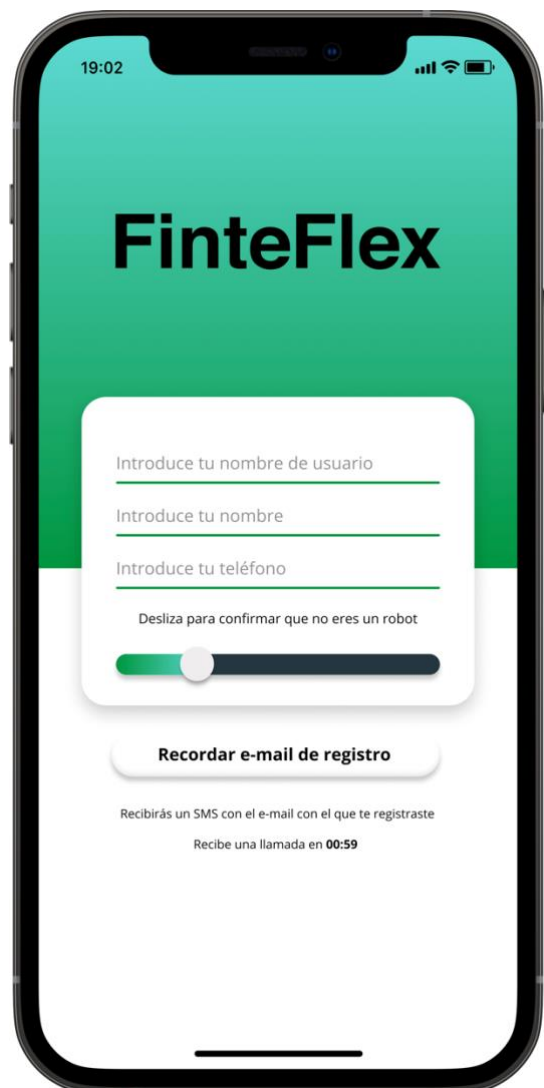 19:02
FinteFlex
Introduce tu nombre de usuario
Introduce tu nombre
Introduce tu teléfono
Desliza para confirmar que no eres un robot
Recordar e-mail de registro
Recibirás un SMS con el e-mail con el que te registraste
Recibe una llamada en 00:59